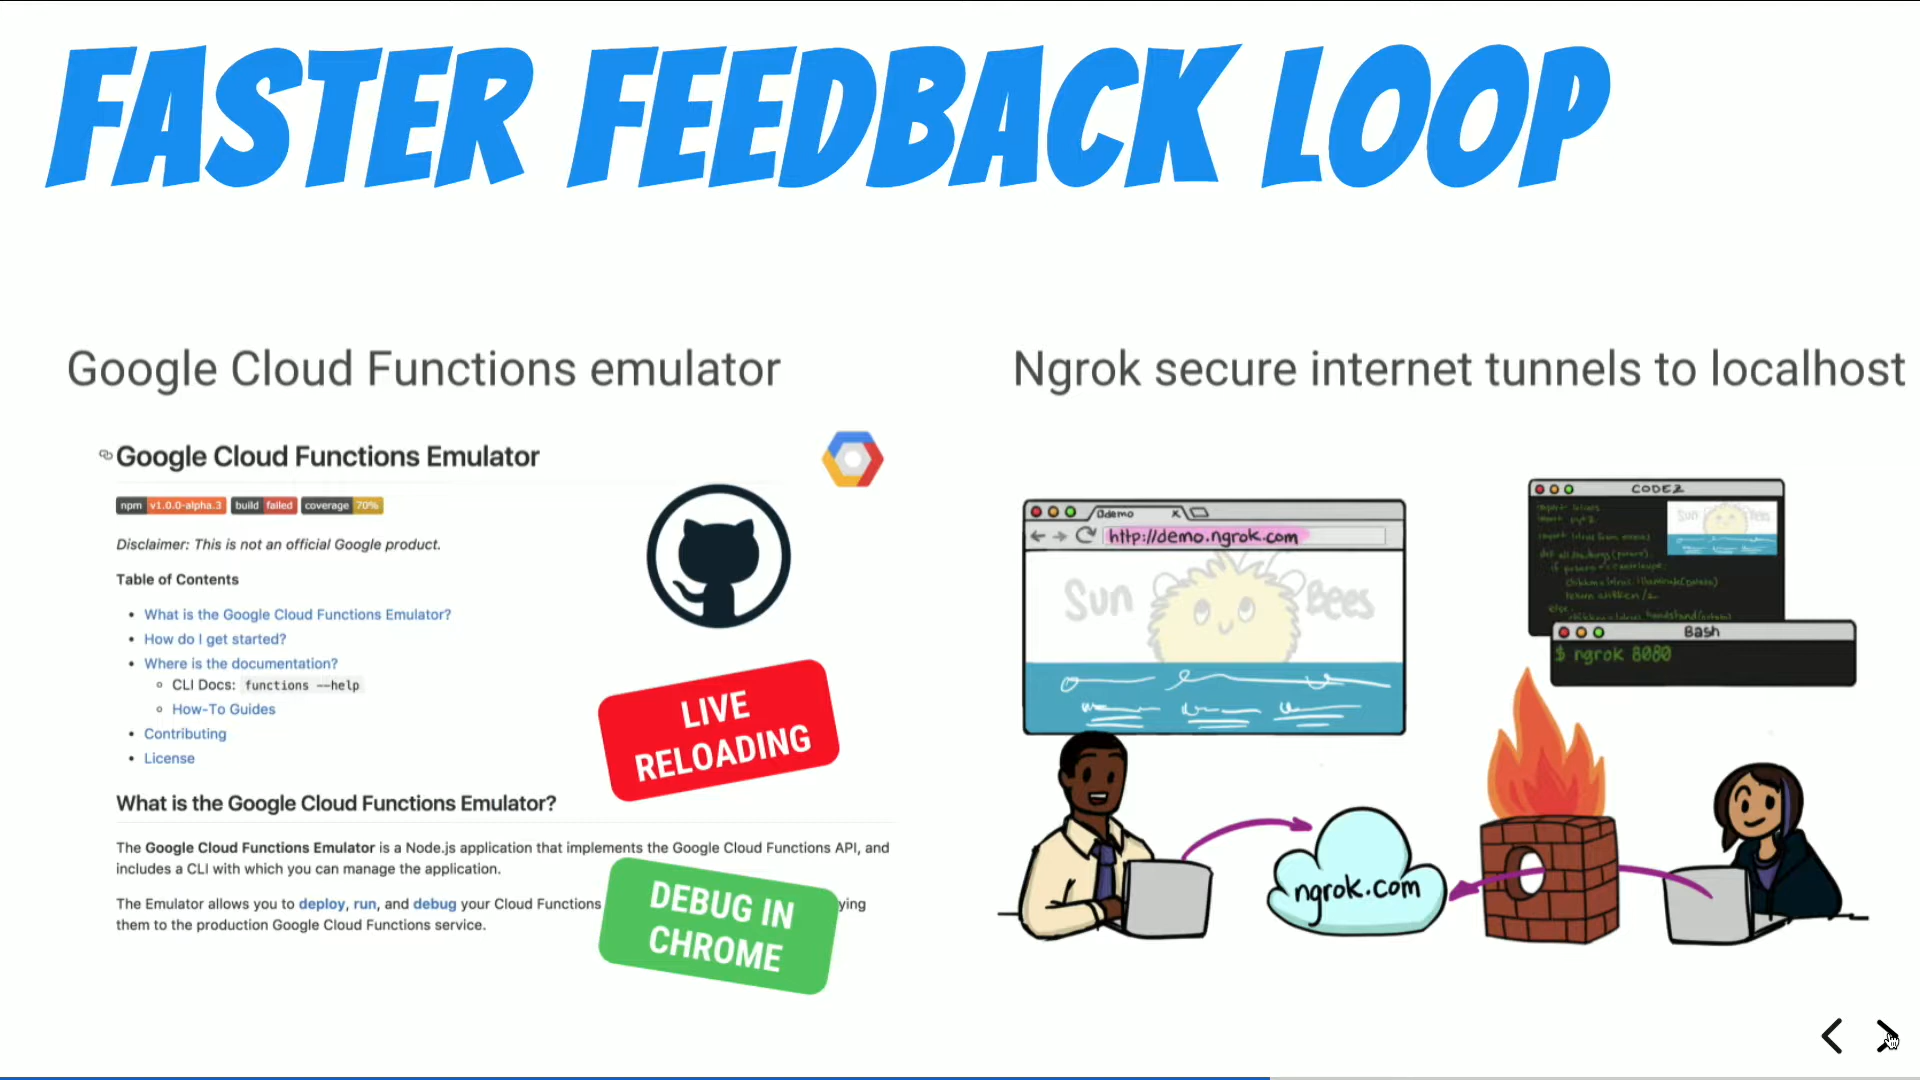 FASTER FEEDBACK LOOP
Google Cloud Functions emulator
Google Cloud Functions Emulator
npm v1.0.0-alpha.3 build failed coverage 70%
Disclaimer: This is not an official Google product.
Table of Contents
What is the Google Cloud Functions Emulator?
How do I get started?
Where is the documentation?
CLI Docs: functions --help
How-To Guides
Contributing
License
LIVE
RELOADING
What is the Google Cloud Functions Emulator?
The Google Cloud Functions Emulator is a Node.js application that implements the Google Cloud Functions API, and
includes a CLI with which you can manage the application.
The Emulator allows you to deploy, run, and debug your Cloud Functions ying
them to the production Google Cloud Functions service.
DEBUG IN
CHROME
Ngrok secure internet tunnels to localhost
demo
http://demo.ngrok.com
Sun Bees
CODEZ
Sun Bees
else:
Bash
$ ngrok 8080
ngrok.com